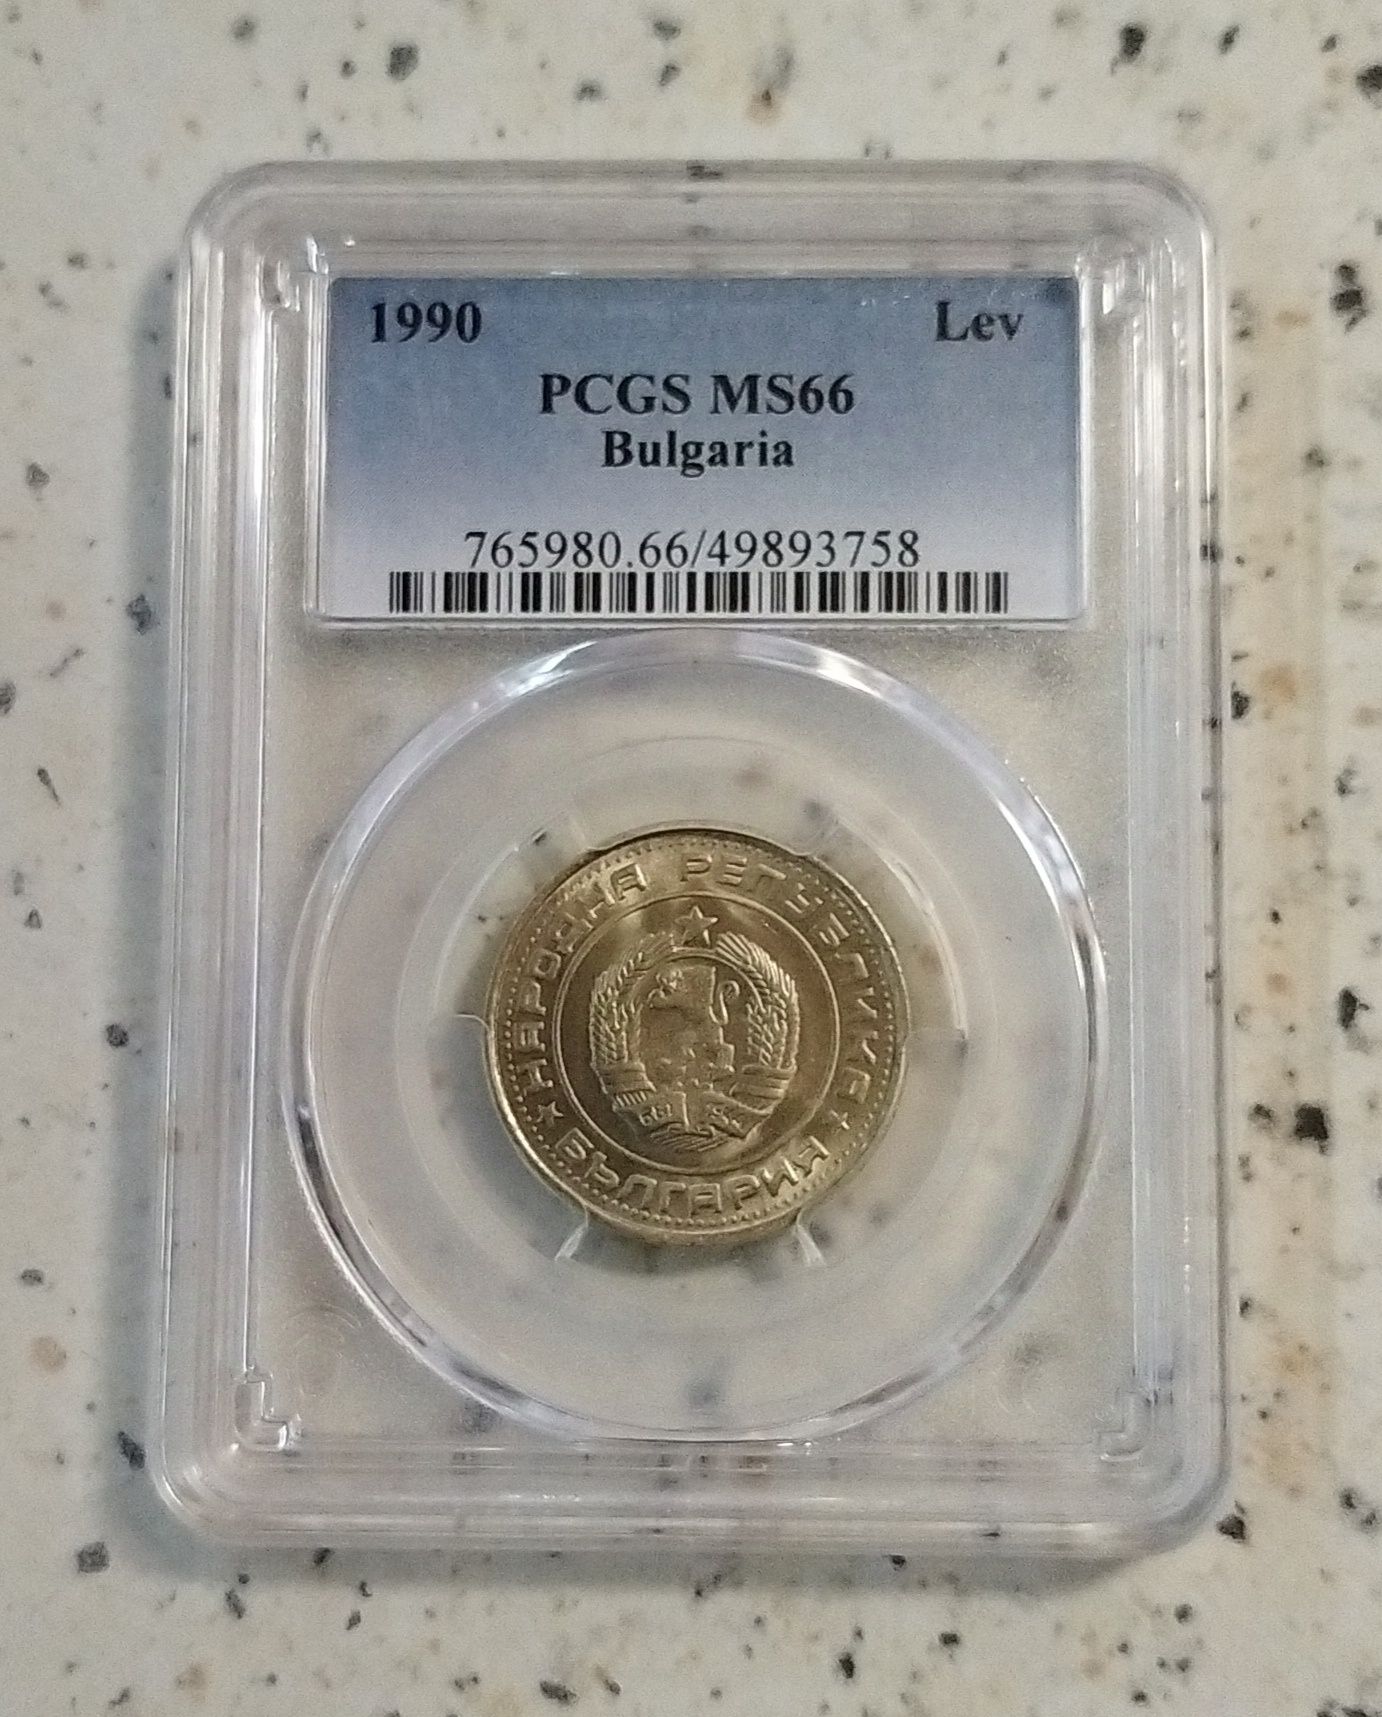 1990 Lev
PCGS MS66
Bulgaria
765980.66/49893758
НАРОДНА РЕПУБЛИКА
БЪЛГАРИЯ